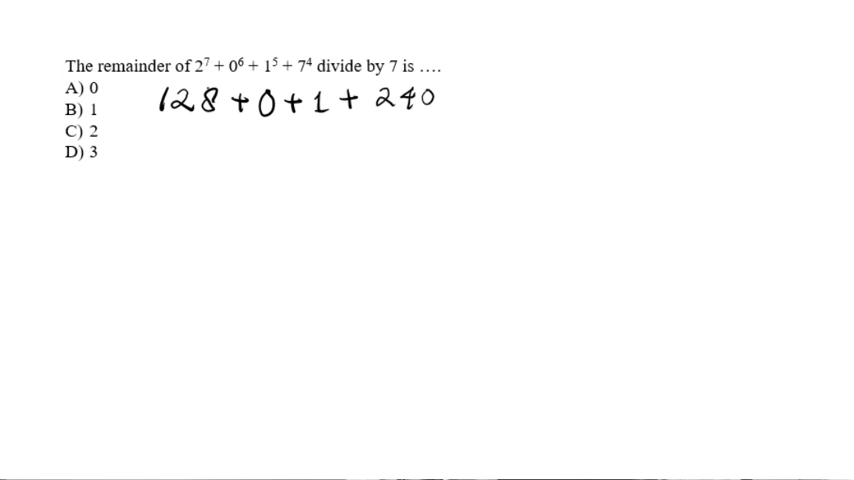 The remainder of 2⁷ + 0⁶ + 1⁵ + 7⁴ divide by 7 is ….
A) 0
128 + 0 + 1 + 240
B) 1
C) 2
D) 3